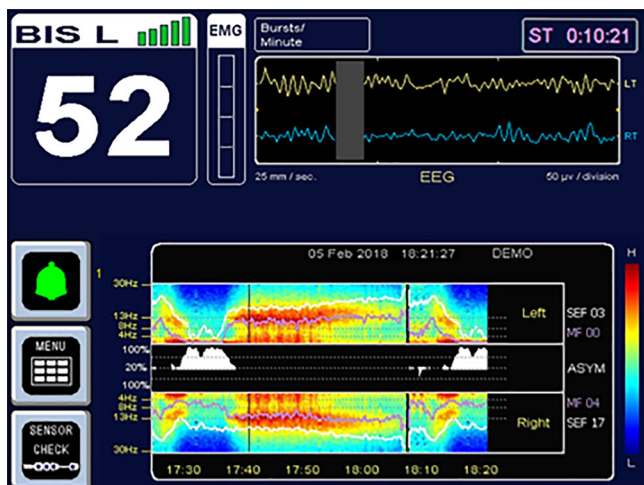 BIS L
EMG
Bursts/
Minute
ST 0:10:21
52
LT
RT
25 mm / sec.
EEG
50 µv / division
05 Feb 2018 18:21:27 DEMO
H
1
30Hz
13Hz
8Hz
4Hz
Left
SEF 03
MF 00
MENU
100%
20%
100%
ASYM
4Hz
8Hz
13Hz
30Hz
Right
MF 04
SEF 17
SENSOR
CHECK
17:30 17:40 17:50 18:00 18:10 18:20
L